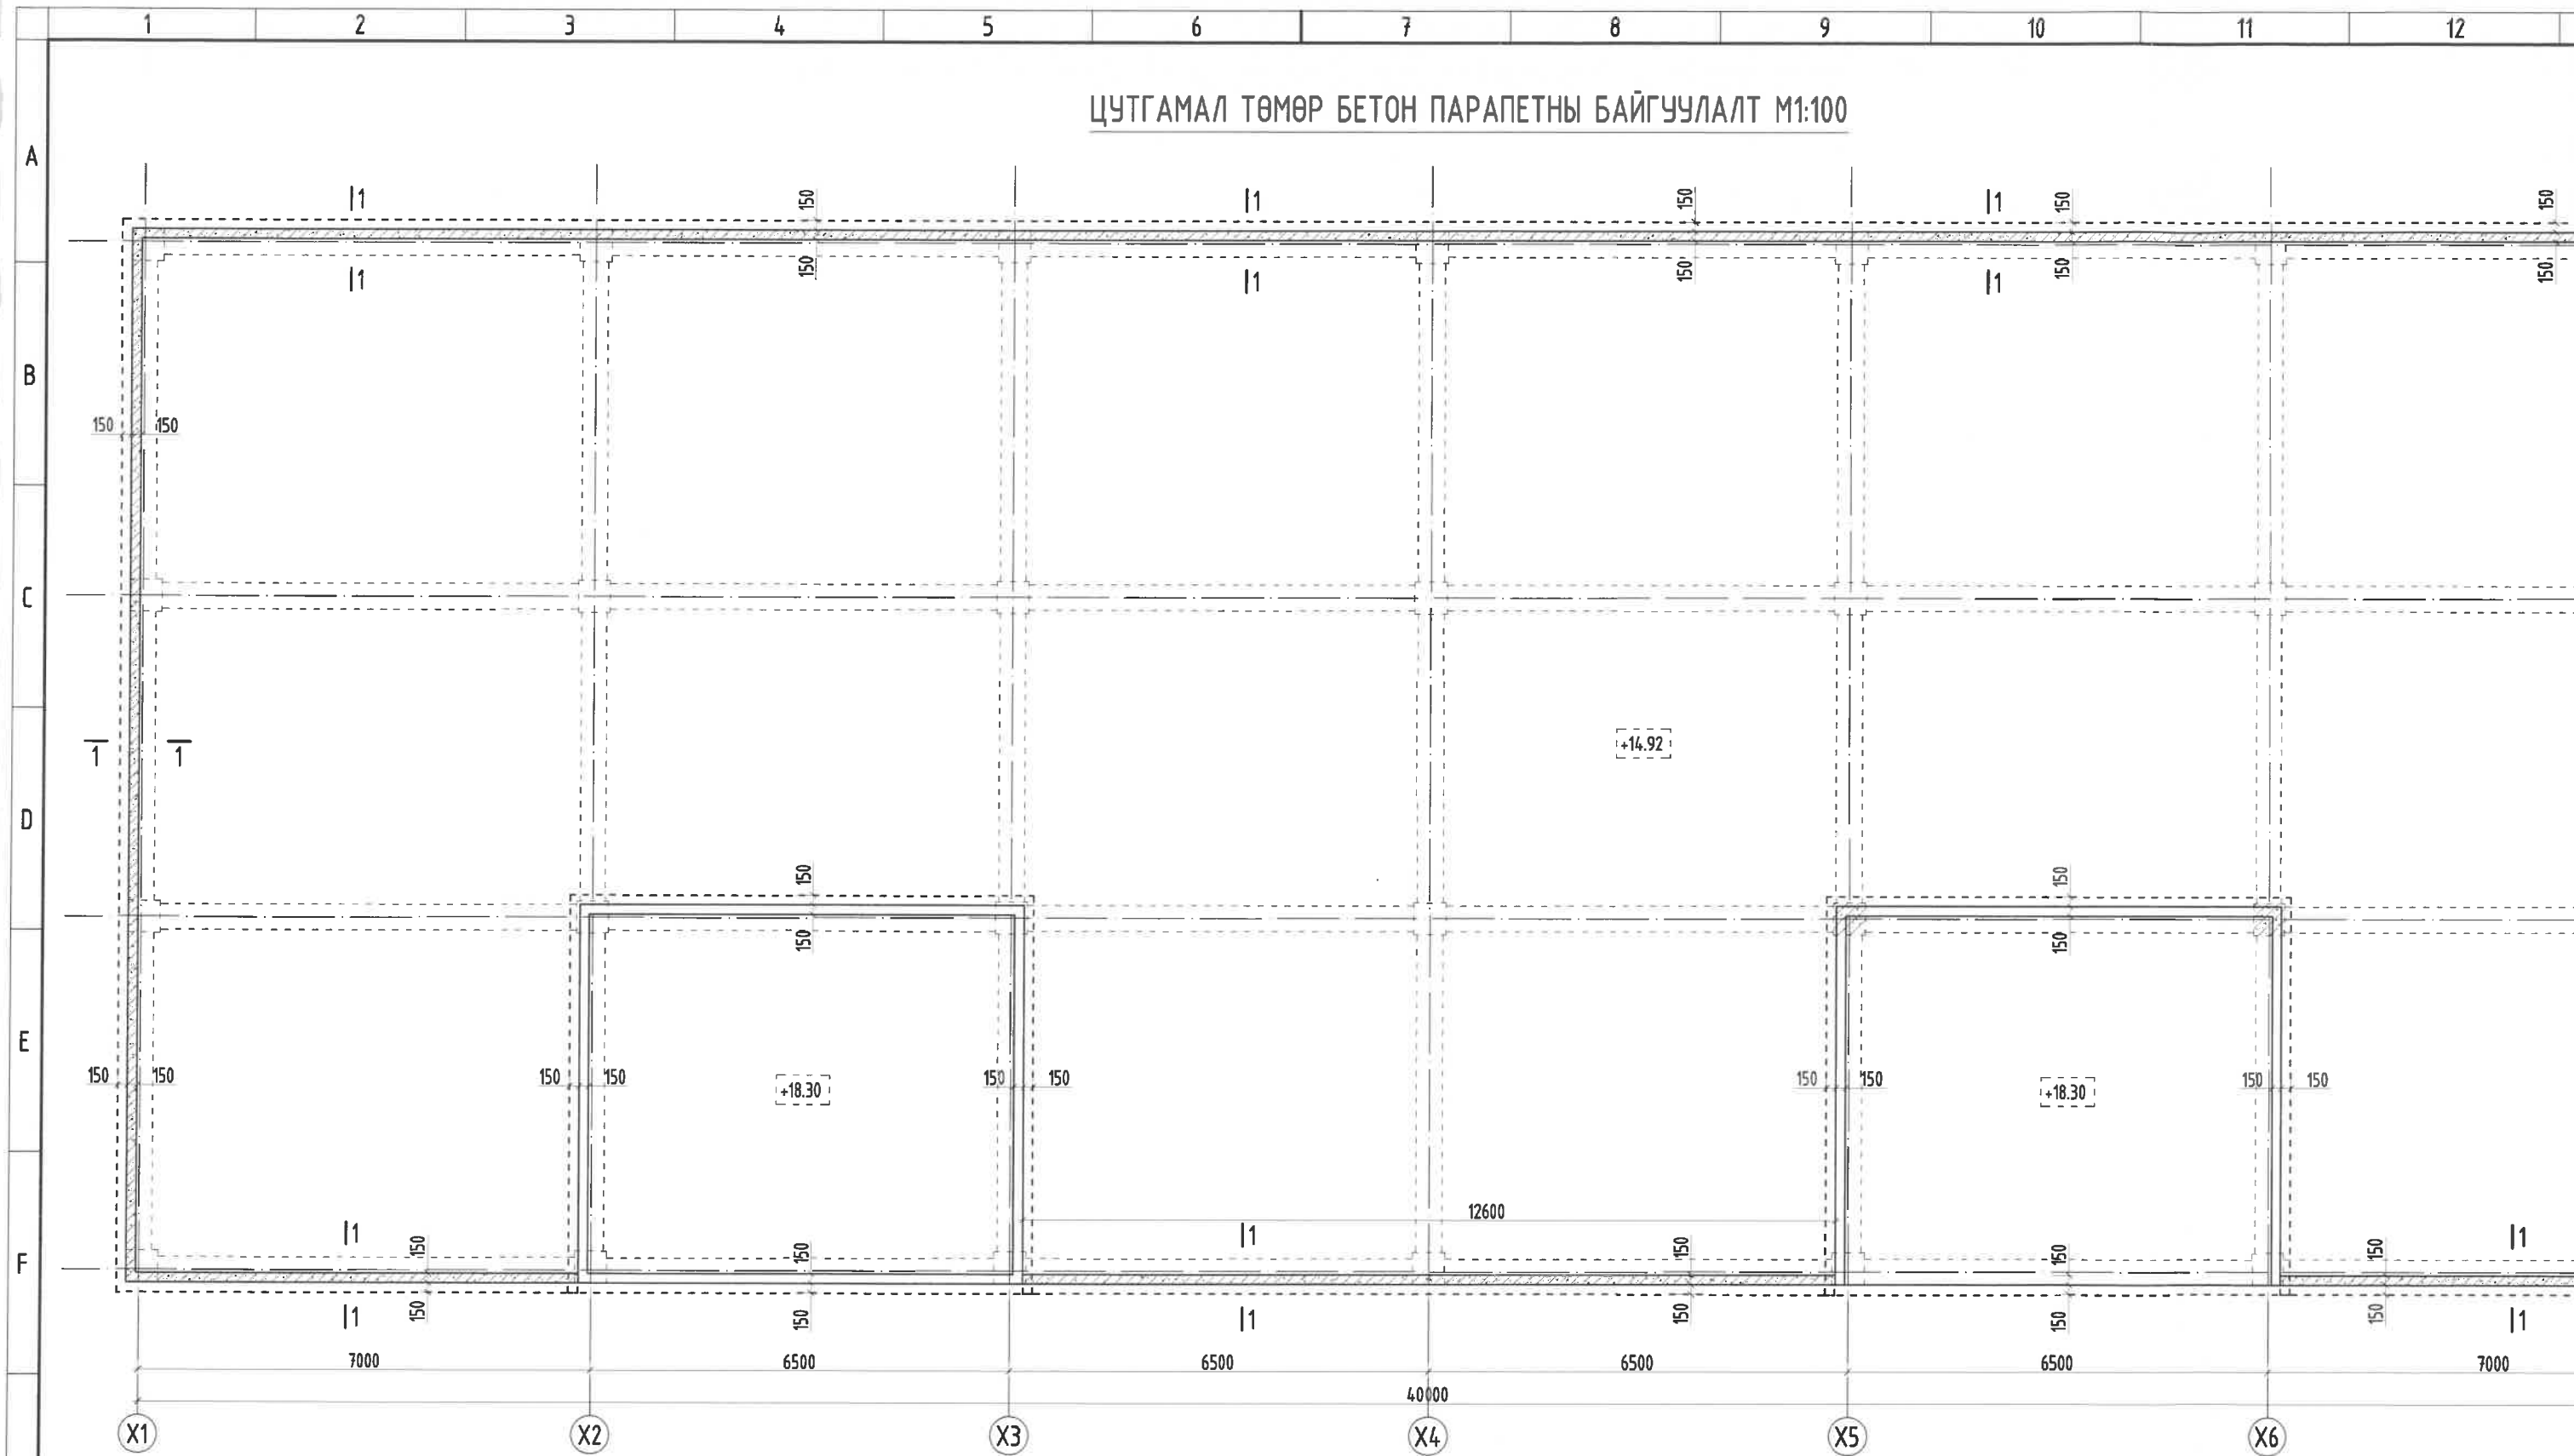 1 2 3 4 5 6 7 8 9 10 11 12
ЦУТГАМАЛ ТӨМӨР БЕТОН ПАРАПЕТНЫ БАЙГУУЛАЛТ М1:100
A
1 150 1 150 1 150 150
1 150 1 150 1 150 150
B
150 150
C
1 1
+14.92
D
150 150
150 150
E
150 150 150 150 150 150 150 150 150 150
+18.30 +18.30
12600
F
1 150 150 1 150 150 150 1
1 150 150 1 150 150 150 1
7000 6500 6500 6500 6500 7000
40000
X1 X2 X3 X4 X5 X6